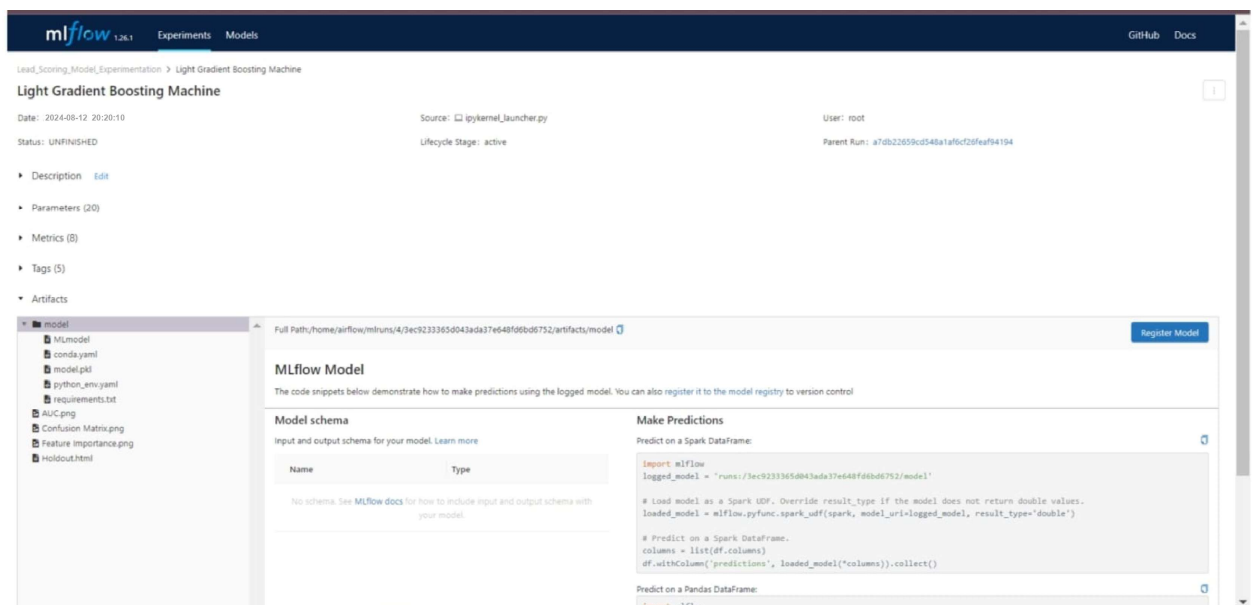 mlflow 1.26.1 Experiments Models GitHub Docs
Lead_Scoring_Model_Experimentation > Light Gradient Boosting Machine
Light Gradient Boosting Machine
Date: 2024-08-12 20:20:10 Source: ipykernel_launcher.py User: root
Status: UNFINISHED Lifecycle Stage: active Parent Run: a7db22659cd548a1af6cf26feaf94194
Description Edit
Parameters (20)
Metrics (8)
Tags (5)
Artifacts
model
MLmodel
conda.yaml
model.pkl
python_env.yaml
requirements.txt
AUC.png
Confusion Matrix.png
Feature Importance.png
Holdout.html
Full Path:/home/airflow/mlruns/4/3ec9233365d043ada37e648fd6bd6752/artifacts/model
Register Model
MLflow Model
The code snippets below demonstrate how to make predictions using the logged model. You can also register it to the model registry to version control
Model schema
Input and output schema for your model. Learn more
Name Type
No schema. See MLflow docs for how to include input and output schema with
your model.
Make Predictions
Predict on a Spark DataFrame:
import mlflow
logged_model = 'runs:/3ec9233365d043ada37e648fd6bd6752/model'
# Load model as a Spark UDF. Override result_type if the model does not return double values.
loaded_model = mlflow.pyfunc.spark_udf(spark, model_uri=logged_model, result_type='double')
# Predict on a Spark DataFrame.
columns = list(df.columns)
df.withColumn('predictions', loaded_model(*columns)).collect()
Predict on a Pandas DataFrame: